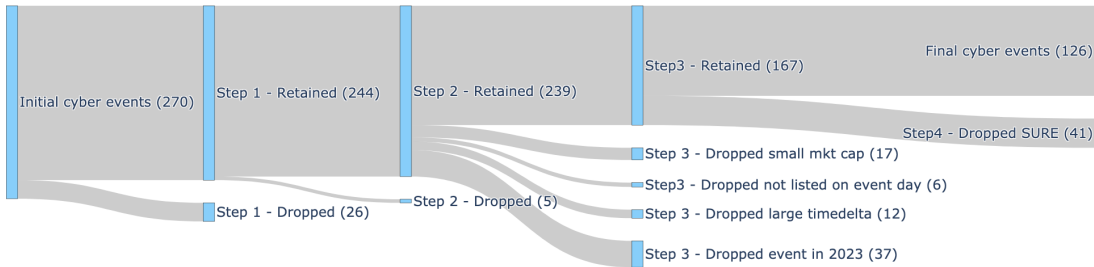 Initial cyber events (270)
Step 1 - Retained (244)
Step 1 - Dropped (26)
Step 2 - Retained (239)
Step 2 - Dropped (5)
Step3 - Retained (167)
Step 3 - Dropped small mkt cap (17)
Step3 - Dropped not listed on event day (6)
Step 3 - Dropped large timedelta (12)
Step 3 - Dropped event in 2023 (37)
Final cyber events (126)
Step4 - Dropped SURE (41)